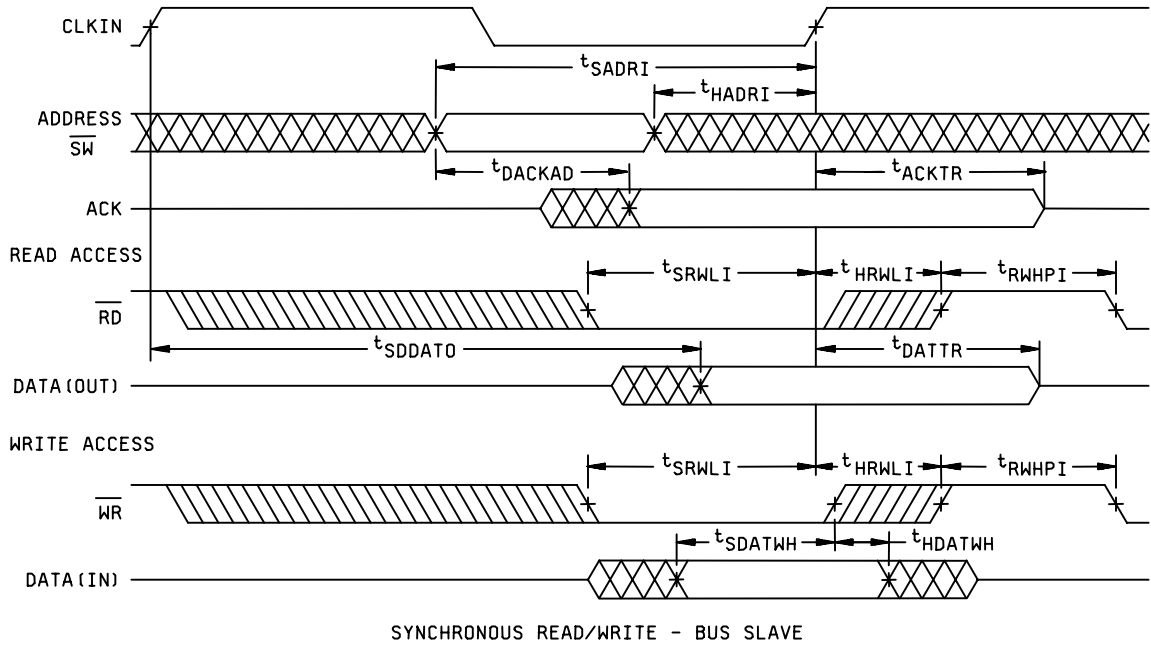 CLKIN
tSADRI
tHADRI
ADDRESS
SW
tDACKAD
tACKTR
ACK
READ ACCESS
tSRWLI
tHRWLI
tRWHPI
RD
tSDDATO
tDATTR
DATA(OUT)
WRITE ACCESS
tSRWLI
tHRWLI
tRWHPI
WR
tSDATWH
tHDATWH
DATA(IN)
SYNCHRONOUS READ/WRITE - BUS SLAVE